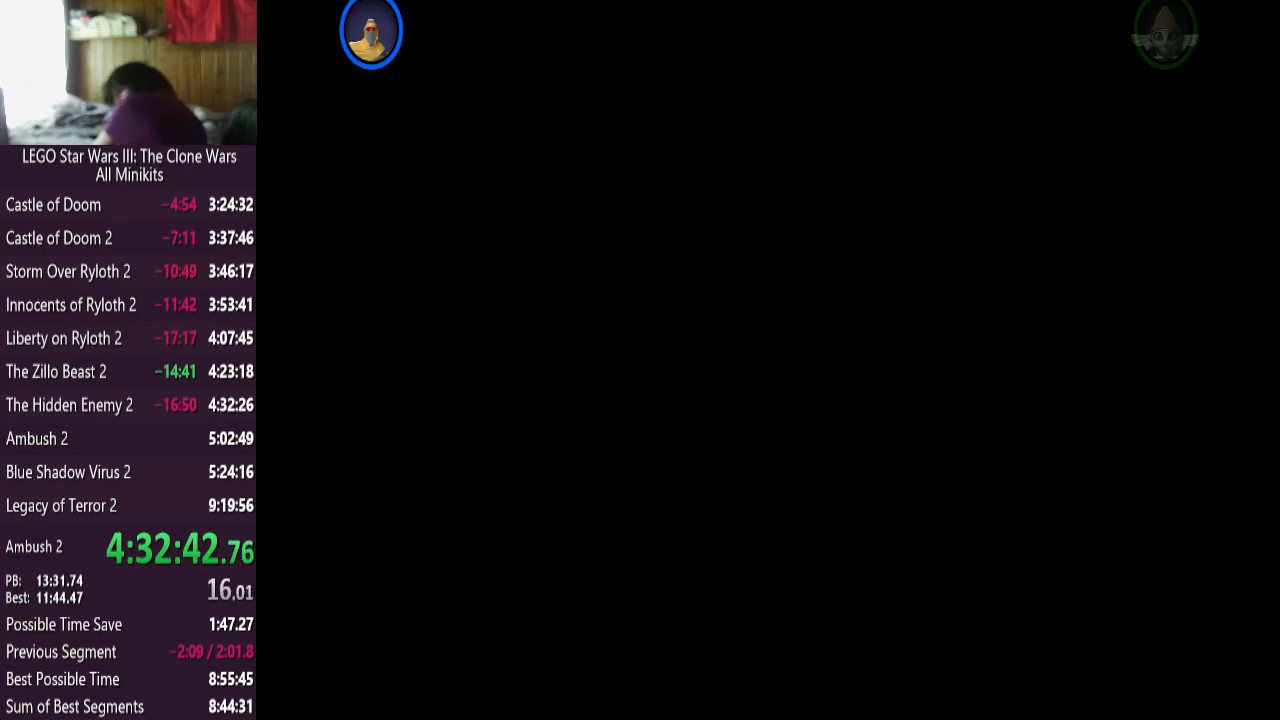 LEGO Star Wars III: The Clone Wars
All Minikits
Castle of Doom −4:54 3:24:32
Castle of Doom 2 −7:11 3:37:46
Storm Over Ryloth 2 −10:49 3:46:17
Innocents of Ryloth 2 −11:42 3:53:41
Liberty on Ryloth 2 −17:17 4:07:45
The Zillo Beast 2 −14:41 4:23:18
The Hidden Enemy 2 −16:50 4:32:26
Ambush 2 5:02:49
Blue Shadow Virus 2 5:24:16
Legacy of Terror 2 9:19:56
Ambush 2 4:32:42.76
PB: 13:31.74
Best: 11:44.47
16.01
Possible Time Save 1:47.27
Previous Segment −2:09 / 2:01.8
Best Possible Time 8:55:45
Sum of Best Segments 8:44:31